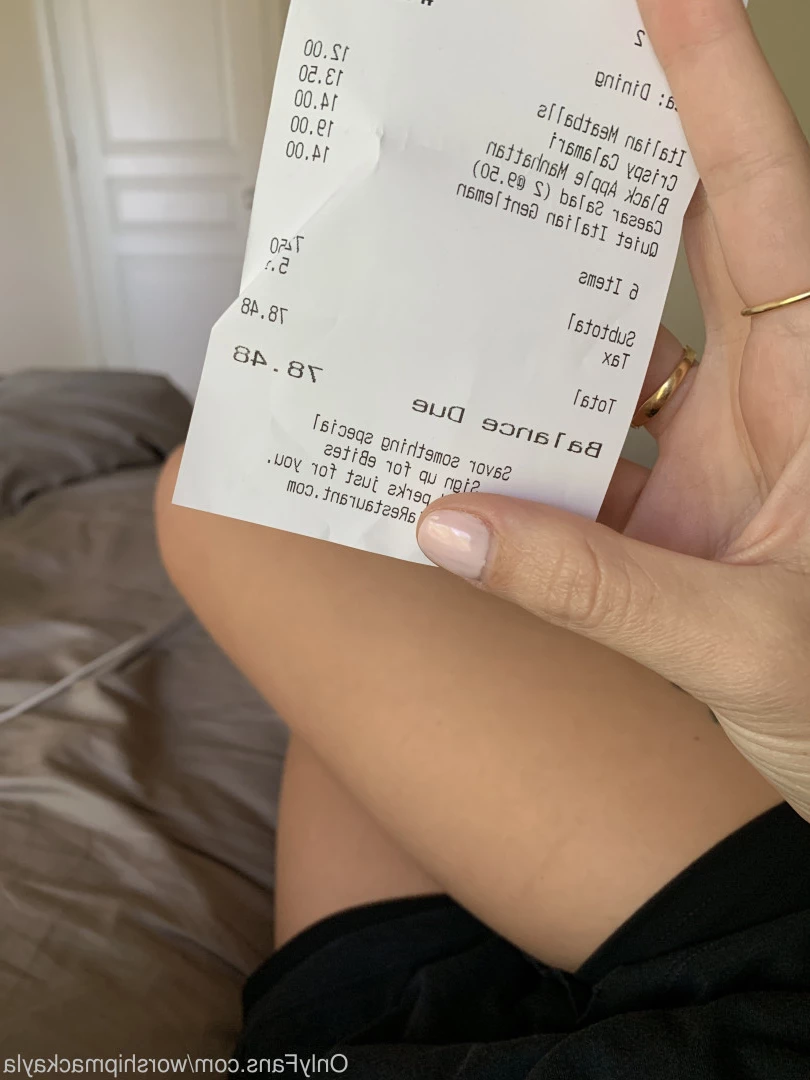 2
a: Dining
Italian Meatballs 12.00
Crispy Calamari 13.50
Black Apple Manhattan 14.00
Caesar Salad (2 @9.50) 19.00
Quiet Italian Gentleman 14.00
6 Items
Subtotal
Tax
Total 78.48
Balance Due 78.48
Savor something special
Sign up for eBites
perks just for you.
aRestaurant.com
OnlyFans.com/worshipmackayla